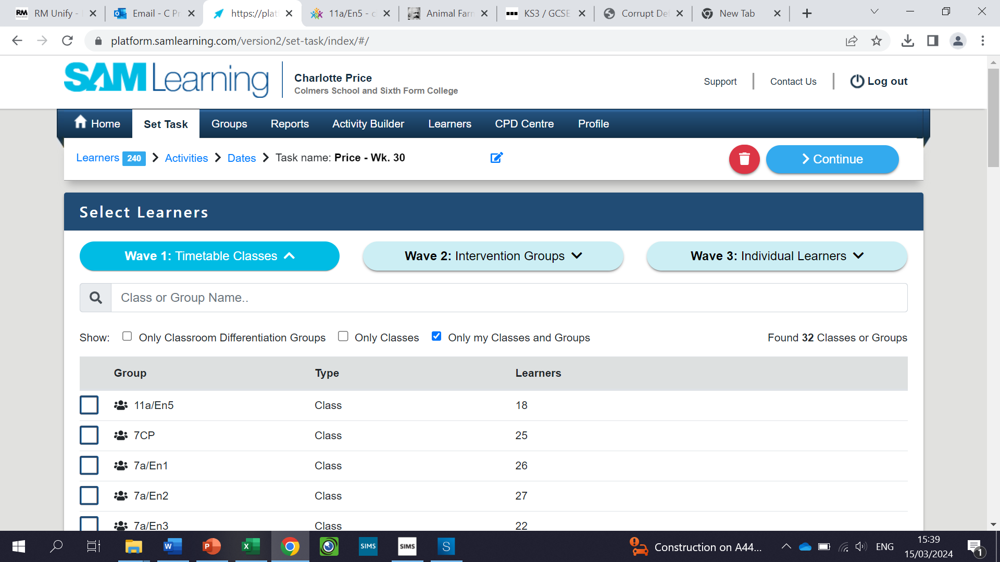 RM Unify -
Email - C Pr
https://plat
11a/En5 - c
Animal Farm
KS3 / GCSE
Corrupt De
New Tab
platform.samlearning.com/version2/set-task/index/#/
SAM Learning
Charlotte Price
Colmers School and Sixth Form College
Support
Contact Us
Log out
Home
Set Task
Groups
Reports
Activity Builder
Learners
CPD Centre
Profile
Learners 240 Activities Dates Task name: Price - Wk. 30
Continue
Select Learners
Wave 1: Timetable Classes
Wave 2: Intervention Groups
Wave 3: Individual Learners
Class or Group Name..
Show: Only Classroom Differentiation Groups Only Classes Only my Classes and Groups Found 32 Classes or Groups
Group Type Learners
11a/En5 Class 18
7CP Class 25
7a/En1 Class 26
7a/En2 Class 27
7a/En3 Class 22
SIMS
SIMS
S
Construction on A44...
ENG
15:39
15/03/2024
1